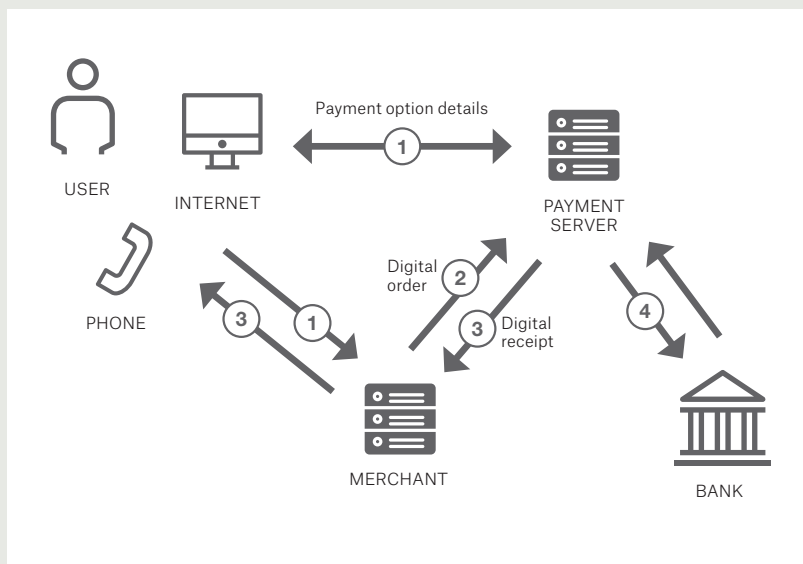 Payment option details
1
USER
INTERNET
PAYMENT
SERVER
Digital
order
2
PHONE
3
1
3
Digital
receipt
4
MERCHANT
BANK